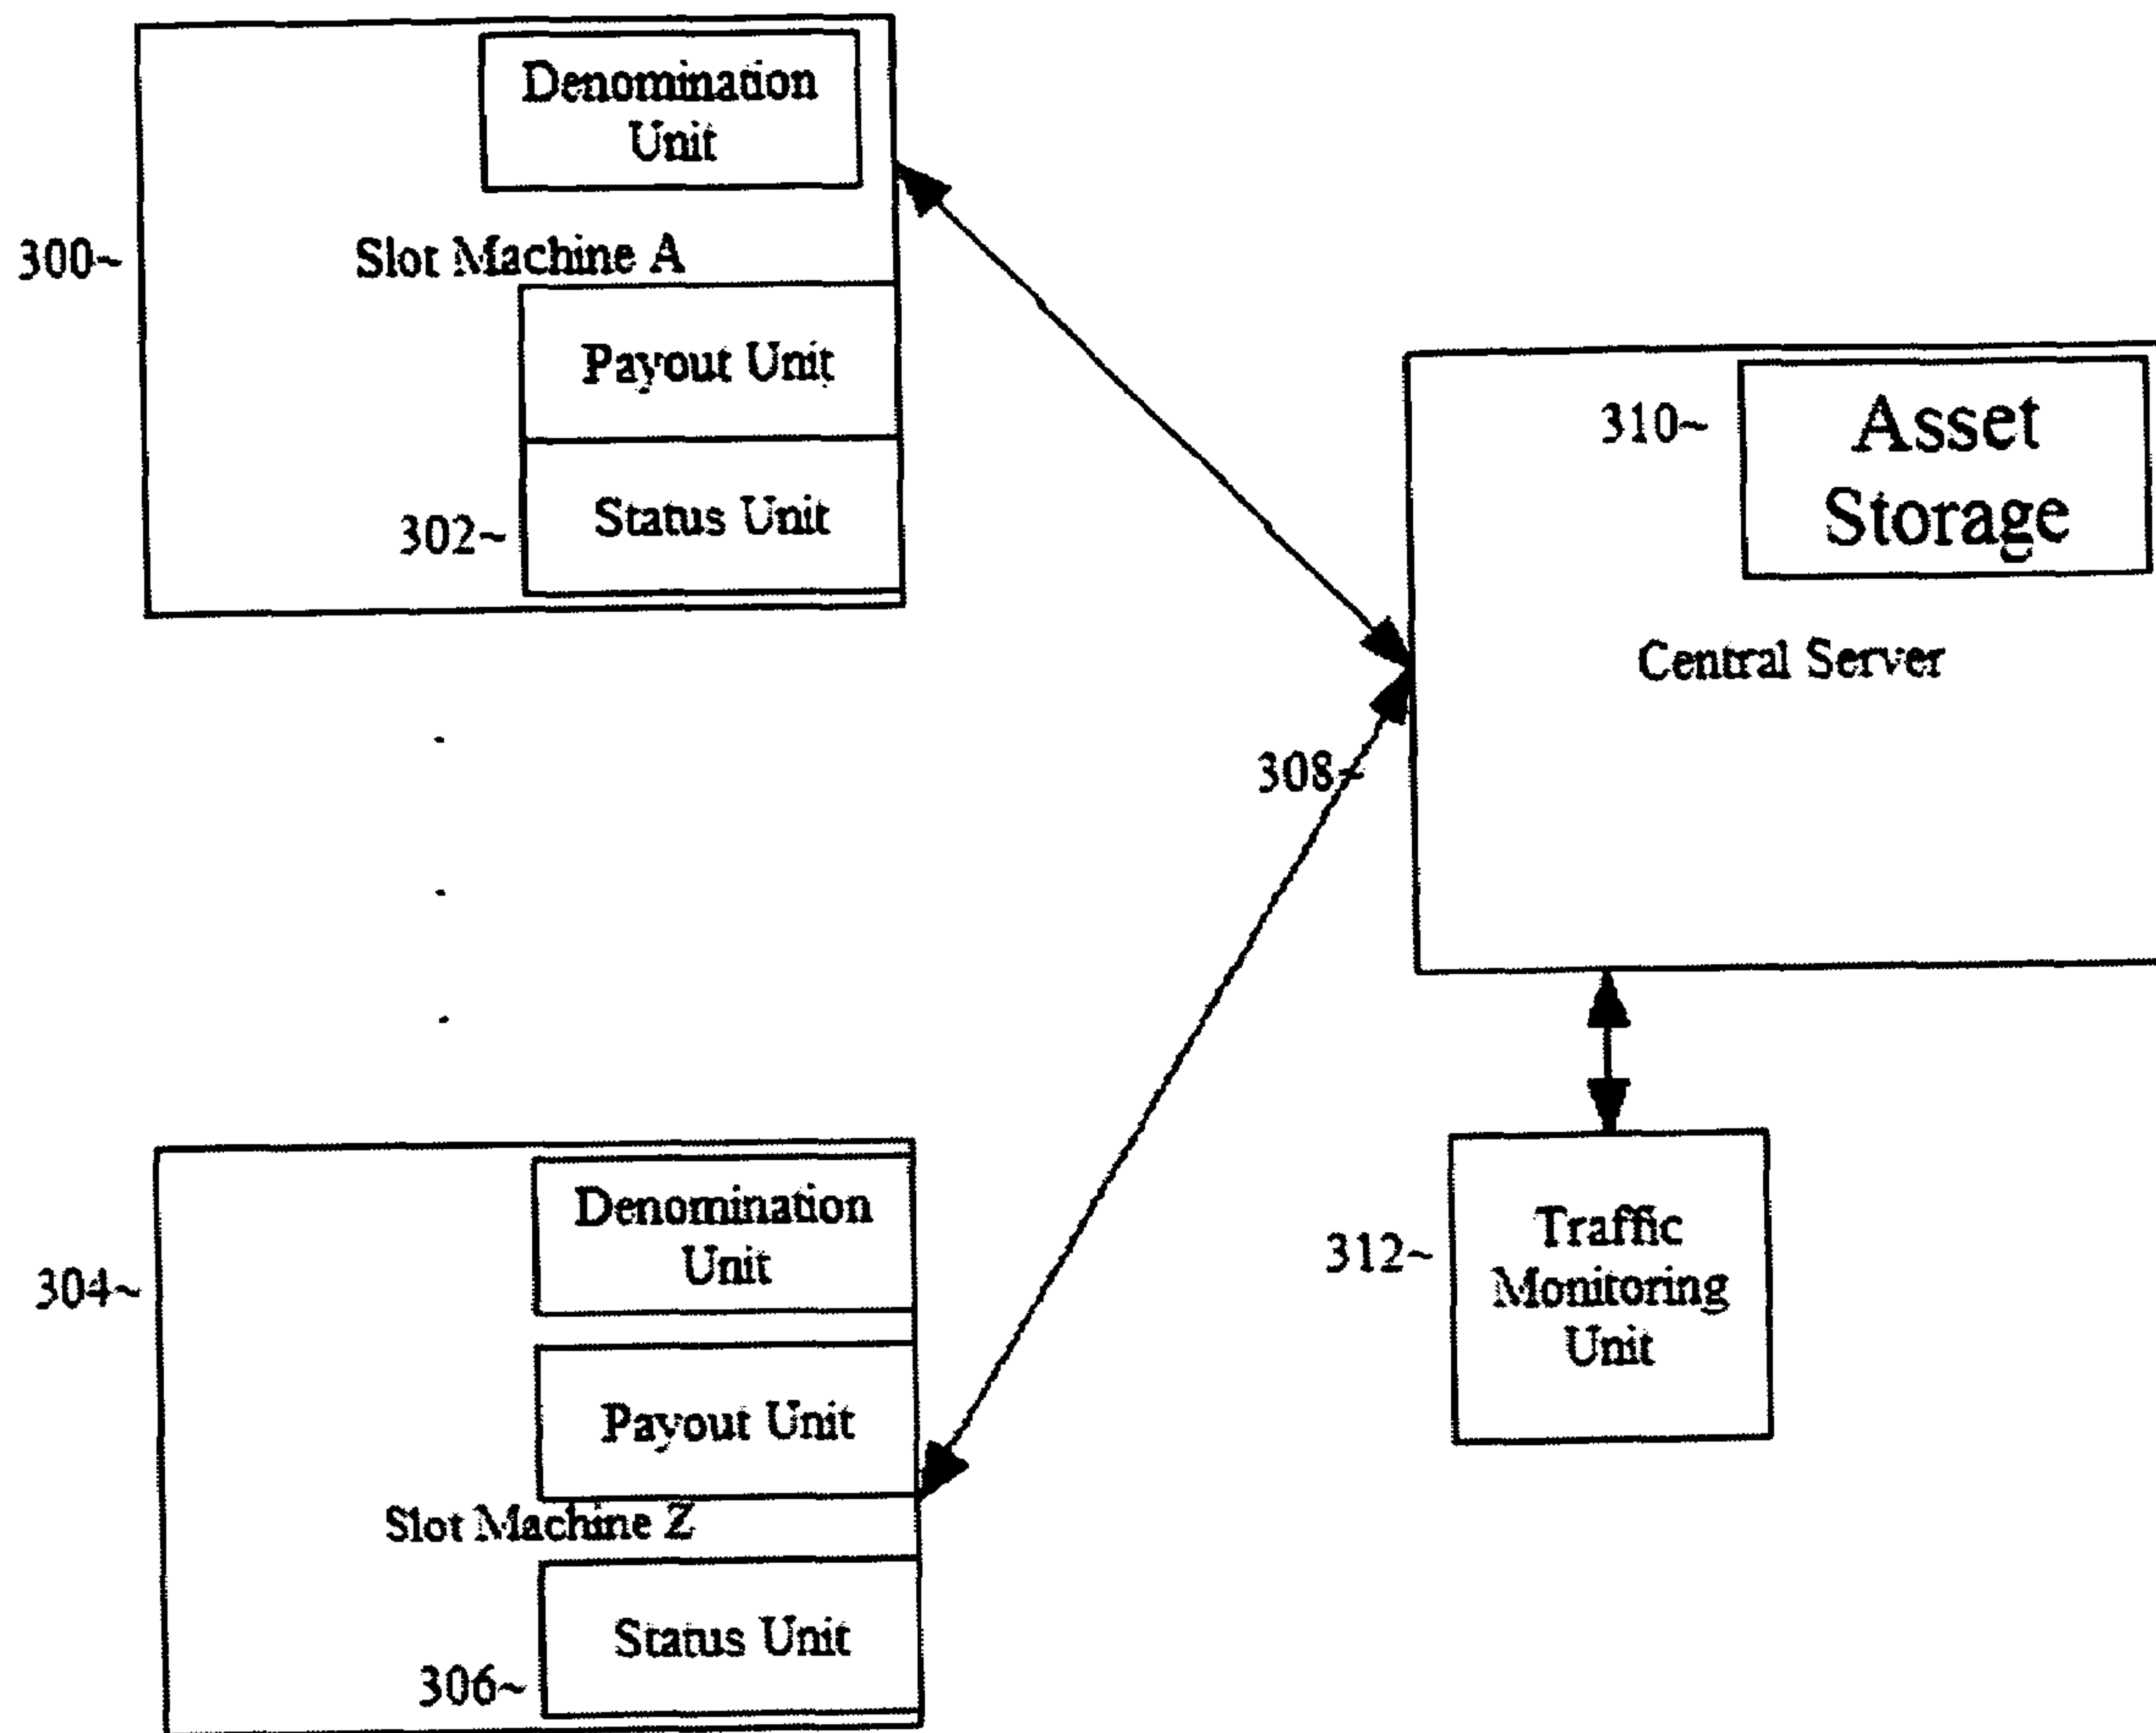 Denomination
Unit
300~
Slot Machine A
Payout Unit
302~
Status Unit
310~
Asset
Storage
Central Server
308~
304~
Denomination
Unit
Payout Unit
Slot Machine Z
306~
Status Unit
312~
Traffic
Monitoring
Unit